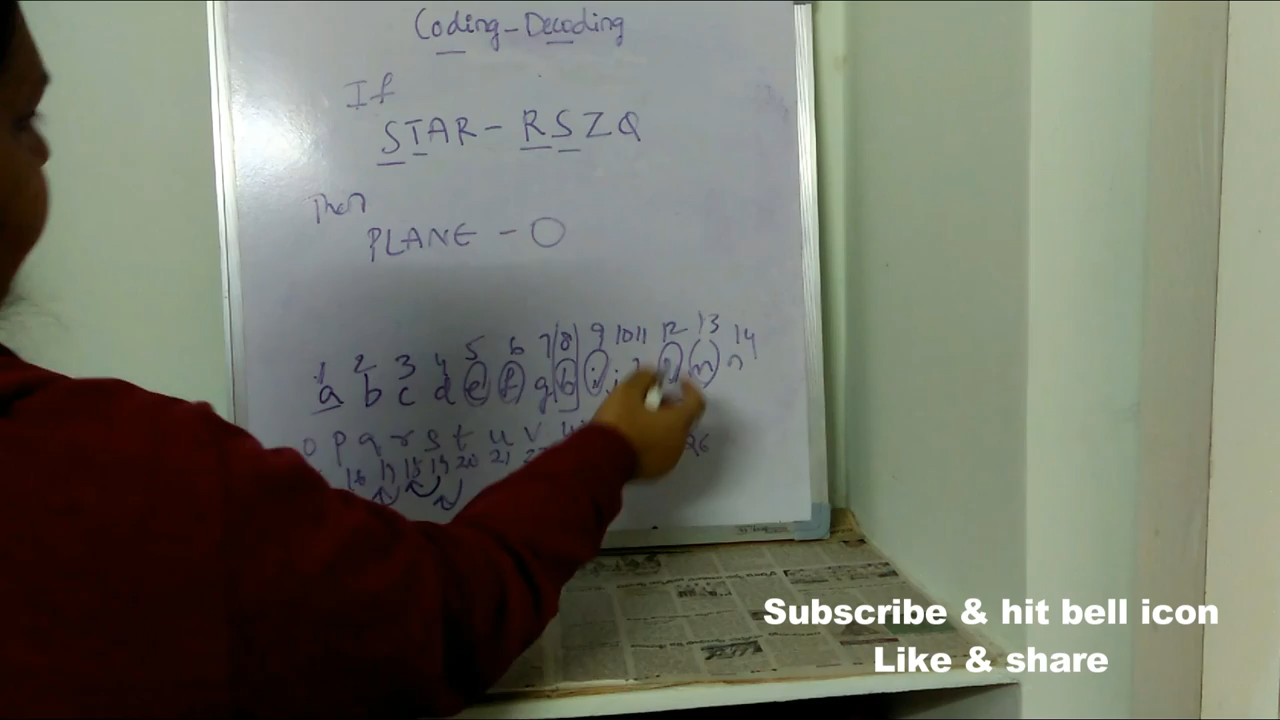 Coding - Decoding
If
STAR - RSZQ
Then
PLANE - O
1 2 3 4 5 6 7 8 9 10 11 12 13 14
a b c d e f g h i j l m n
o p q r s t u v
16 17 18 19 20 21 26
Subscribe & hit bell icon
Like & share